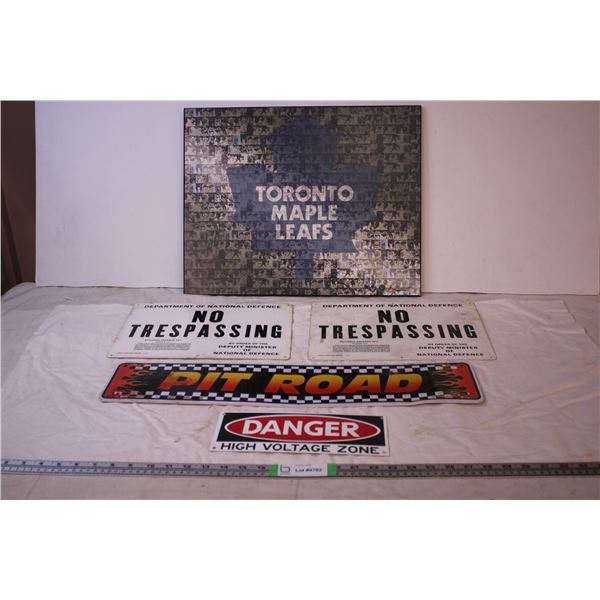 TORONTO
MAPLE
LEAFS
DEPARTMENT OF NATIONAL DEFENCE
NO
TRESPASSING
BY ORDER OF THE
DEPUTY MINISTER
OF
NATIONAL DEFENCE
DEPARTMENT OF NATIONAL DEFENCE
NO
TRESPASSING
BY ORDER OF THE
DEPUTY MINISTER
OF
NATIONAL DEFENCE
PIT ROAD
DANGER
HIGH VOLTAGE ZONE
Lot #4782